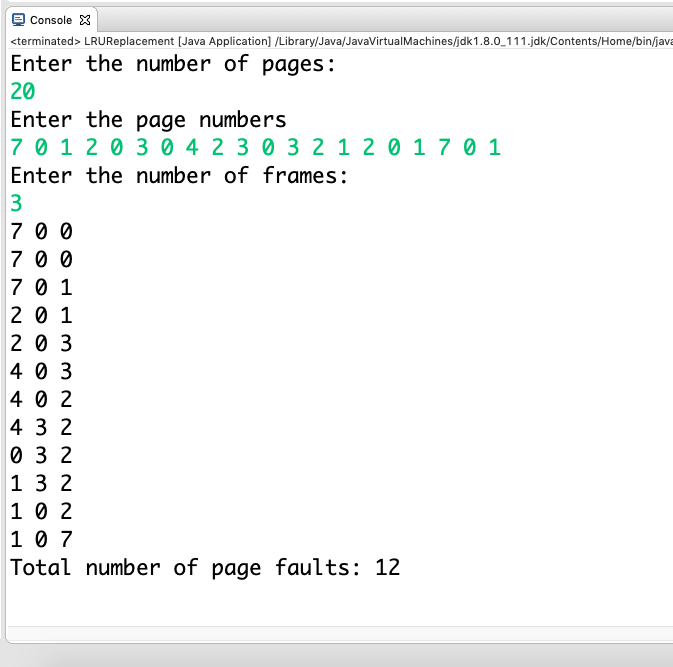 Console
<terminated> LRUReplacement [Java Application] /Library/Java/JavaVirtualMachines/jdk1.8.0_111.jdk/Contents/Home/bin/java
Enter the number of pages:
20
Enter the page numbers
7 0 1 2 0 3 0 4 2 3 0 3 2 1 2 0 1 7 0 1
Enter the number of frames:
3
7 0 0
7 0 0
7 0 1
2 0 1
2 0 3
4 0 3
4 0 2
4 3 2
0 3 2
1 3 2
1 0 2
1 0 7
Total number of page faults: 12